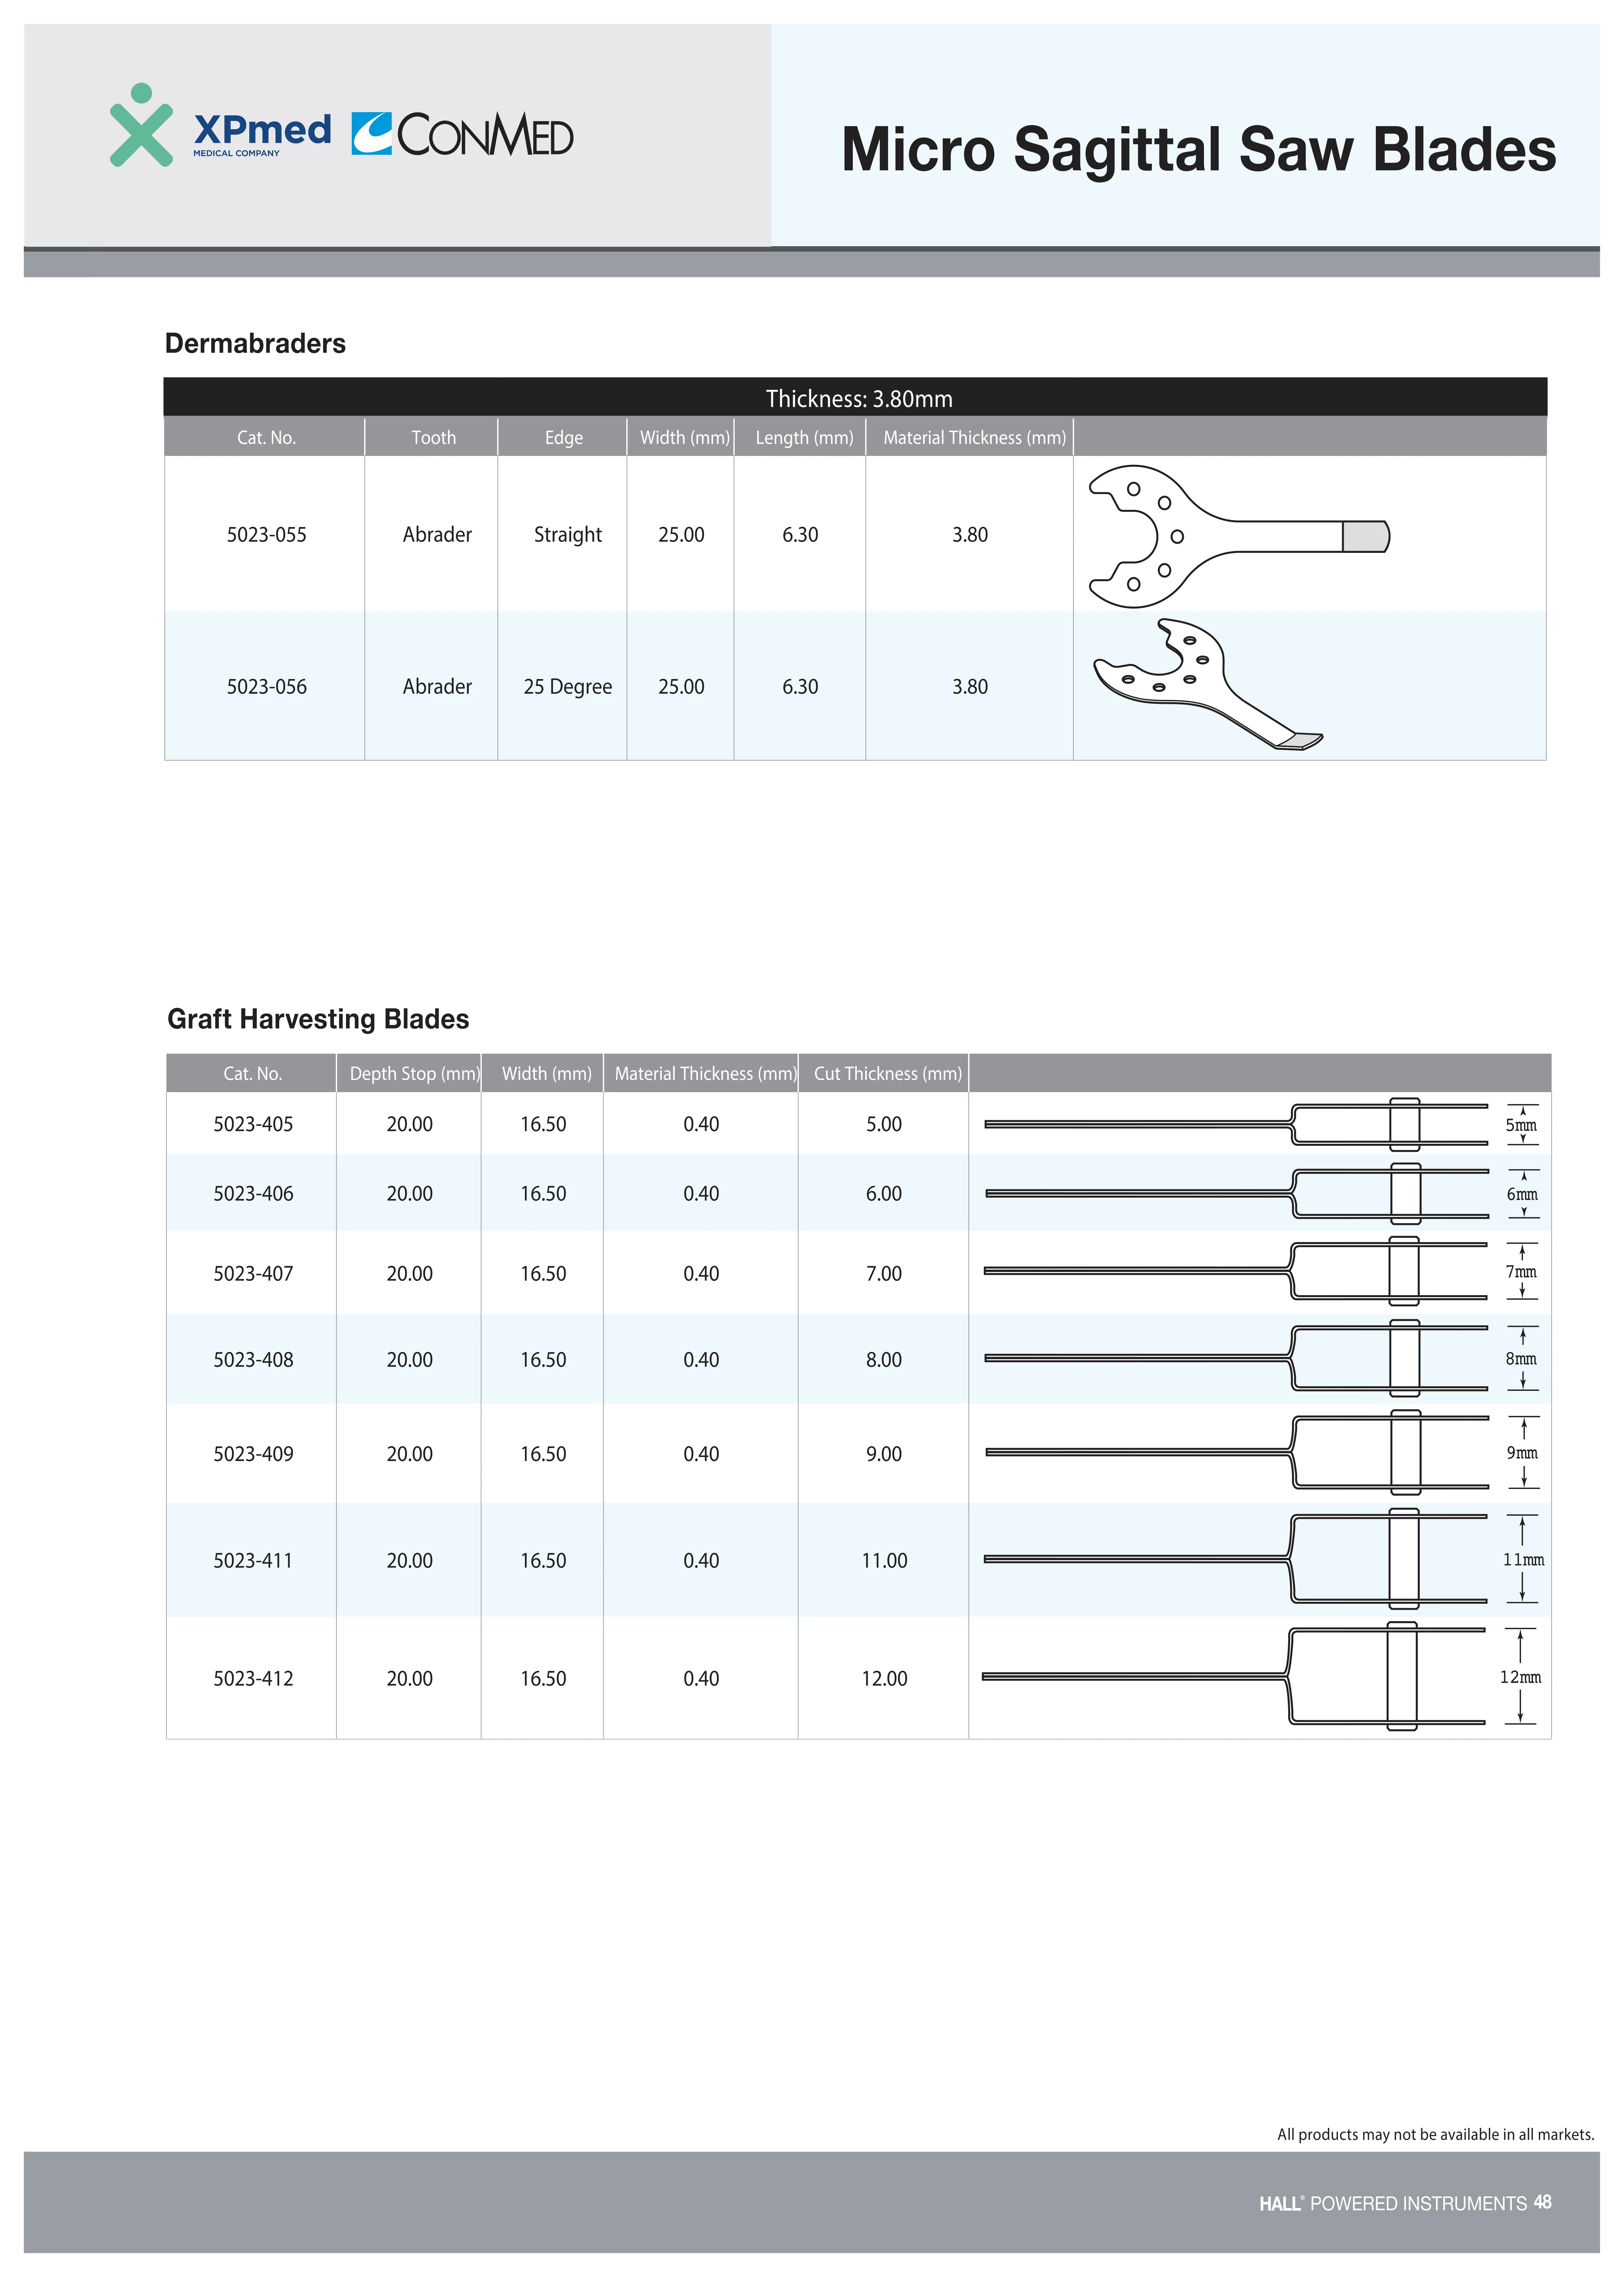 XPmed
MEDICAL COMPANY
CONMED
Micro Sagittal Saw Blades
Dermabraders
Thickness: 3.80mm
Cat. No. Tooth Edge Width (mm) Length (mm) Material Thickness (mm)
5023-055 Abrader Straight 25.00 6.30 3.80
5023-056 Abrader 25 Degree 25.00 6.30 3.80
Graft Harvesting Blades
Cat. No. Depth Stop (mm) Width (mm) Material Thickness (mm) Cut Thickness (mm)
5023-405 20.00 16.50 0.40 5.00 5mm
5023-406 20.00 16.50 0.40 6.00 6mm
5023-407 20.00 16.50 0.40 7.00 7mm
5023-408 20.00 16.50 0.40 8.00 8mm
5023-409 20.00 16.50 0.40 9.00 9mm
5023-411 20.00 16.50 0.40 11.00 11mm
5023-412 20.00 16.50 0.40 12.00 12mm
All products may not be available in all markets.
HALL® POWERED INSTRUMENTS 48